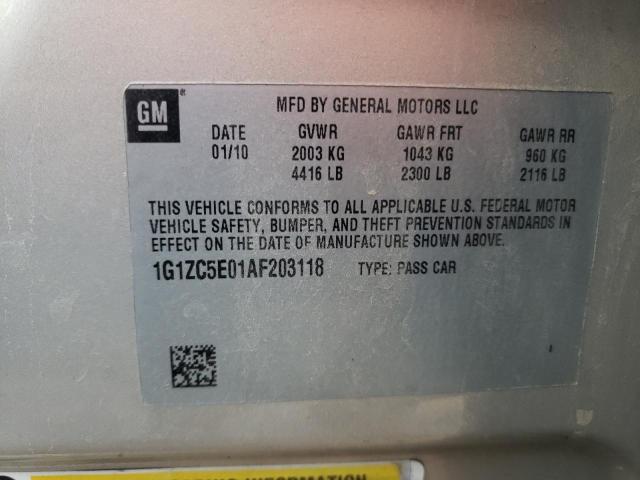 GM
MFD BY GENERAL MOTORS LLC
DATE GVWR GAWR FRT GAWR RR
01/10 2003 KG 1043 KG 960 KG
4416 LB 2300 LB 2116 LB
THIS VEHICLE CONFORMS TO ALL APPLICABLE U.S. FEDERAL MOTOR
VEHICLE SAFETY, BUMPER, AND THEFT PREVENTION STANDARDS IN
EFFECT ON THE DATE OF MANUFACTURE SHOWN ABOVE.
1G1ZC5E01AF203118 TYPE: PASS CAR
INFORMATION